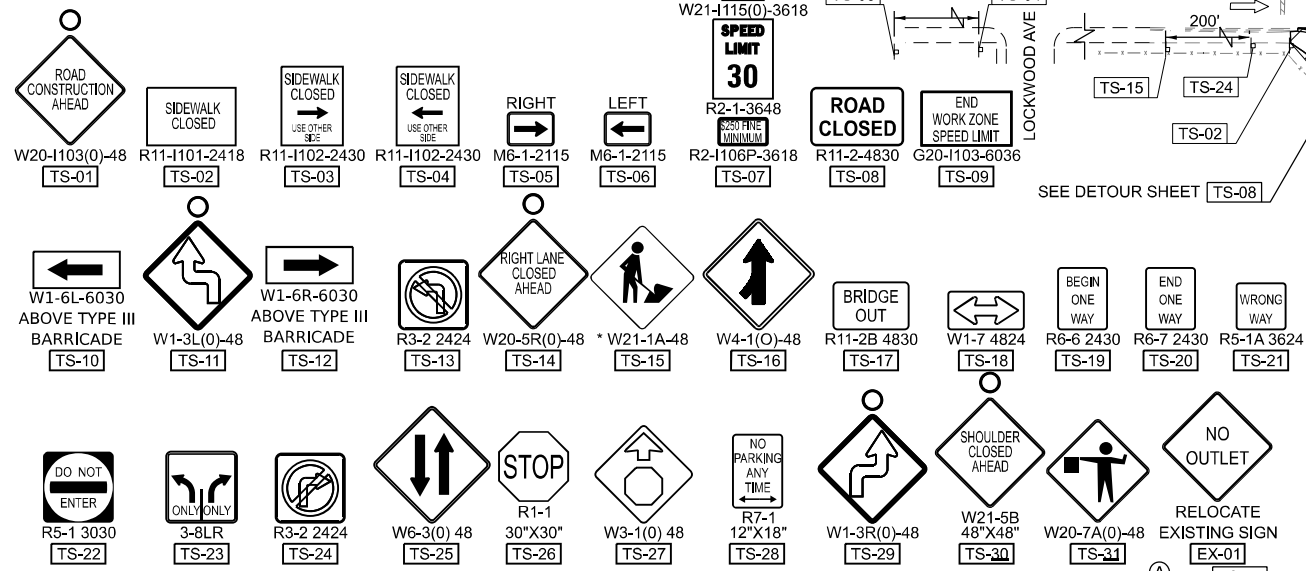 ROAD
CONSTRUCTION
AHEAD
W20-I103(0)-48
TS-01
SIDEWALK
CLOSED
R11-I101-2418
TS-02
SIDEWALK
CLOSED
USE OTHER
SIDE
R11-I102-2430
TS-03
SIDEWALK
CLOSED
USE OTHER
SIDE
R11-I102-2430
TS-04
RIGHT
M6-1-2115
TS-05
LEFT
M6-1-2115
TS-06
W21-I115(0)-3618
SPEED
LIMIT
30
R2-1-3648
$250 FINE
MINIMUM
R2-I106P-3618
TS-07
ROAD
CLOSED
R11-2-4830
TS-08
END
WORK ZONE
SPEED LIMIT
G20-I103-6036
TS-09
LOCKWOOD AVE
200'
TS-15
TS-24
TS-02
SEE DETOUR SHEET TS-08
W1-6L-6030
ABOVE TYPE III
BARRICADE
TS-10
W1-3L(0)-48
TS-11
W1-6R-6030
ABOVE TYPE III
BARRICADE
TS-12
R3-2 2424
TS-13
RIGHT LANE
CLOSED
AHEAD
W20-5R(0)-48
TS-14
* W21-1A-48
TS-15
W4-1(O)-48
TS-16
BRIDGE
OUT
R11-2B 4830
TS-17
W1-7 4824
TS-18
BEGIN
ONE
WAY
R6-6 2430
TS-19
END
ONE
WAY
R6-7 2430
TS-20
WRONG
WAY
R5-1A 3624
TS-21
DO NOT
ENTER
R5-1 3030
TS-22
ONLY ONLY
3-8LR
TS-23
R3-2 2424
TS-24
W6-3(0) 48
TS-25
STOP
R1-1
30"X30"
TS-26
W3-1(0) 48
TS-27
NO
PARKING
ANY
TIME
R7-1
12"X18"
TS-28
W1-3R(0)-48
TS-29
SHOULDER
CLOSED
AHEAD
W21-5B
48"X48"
TS-30
W20-7A(0)-48
TS-31
NO
OUTLET
RELOCATE
EXISTING SIGN
EX-01
A